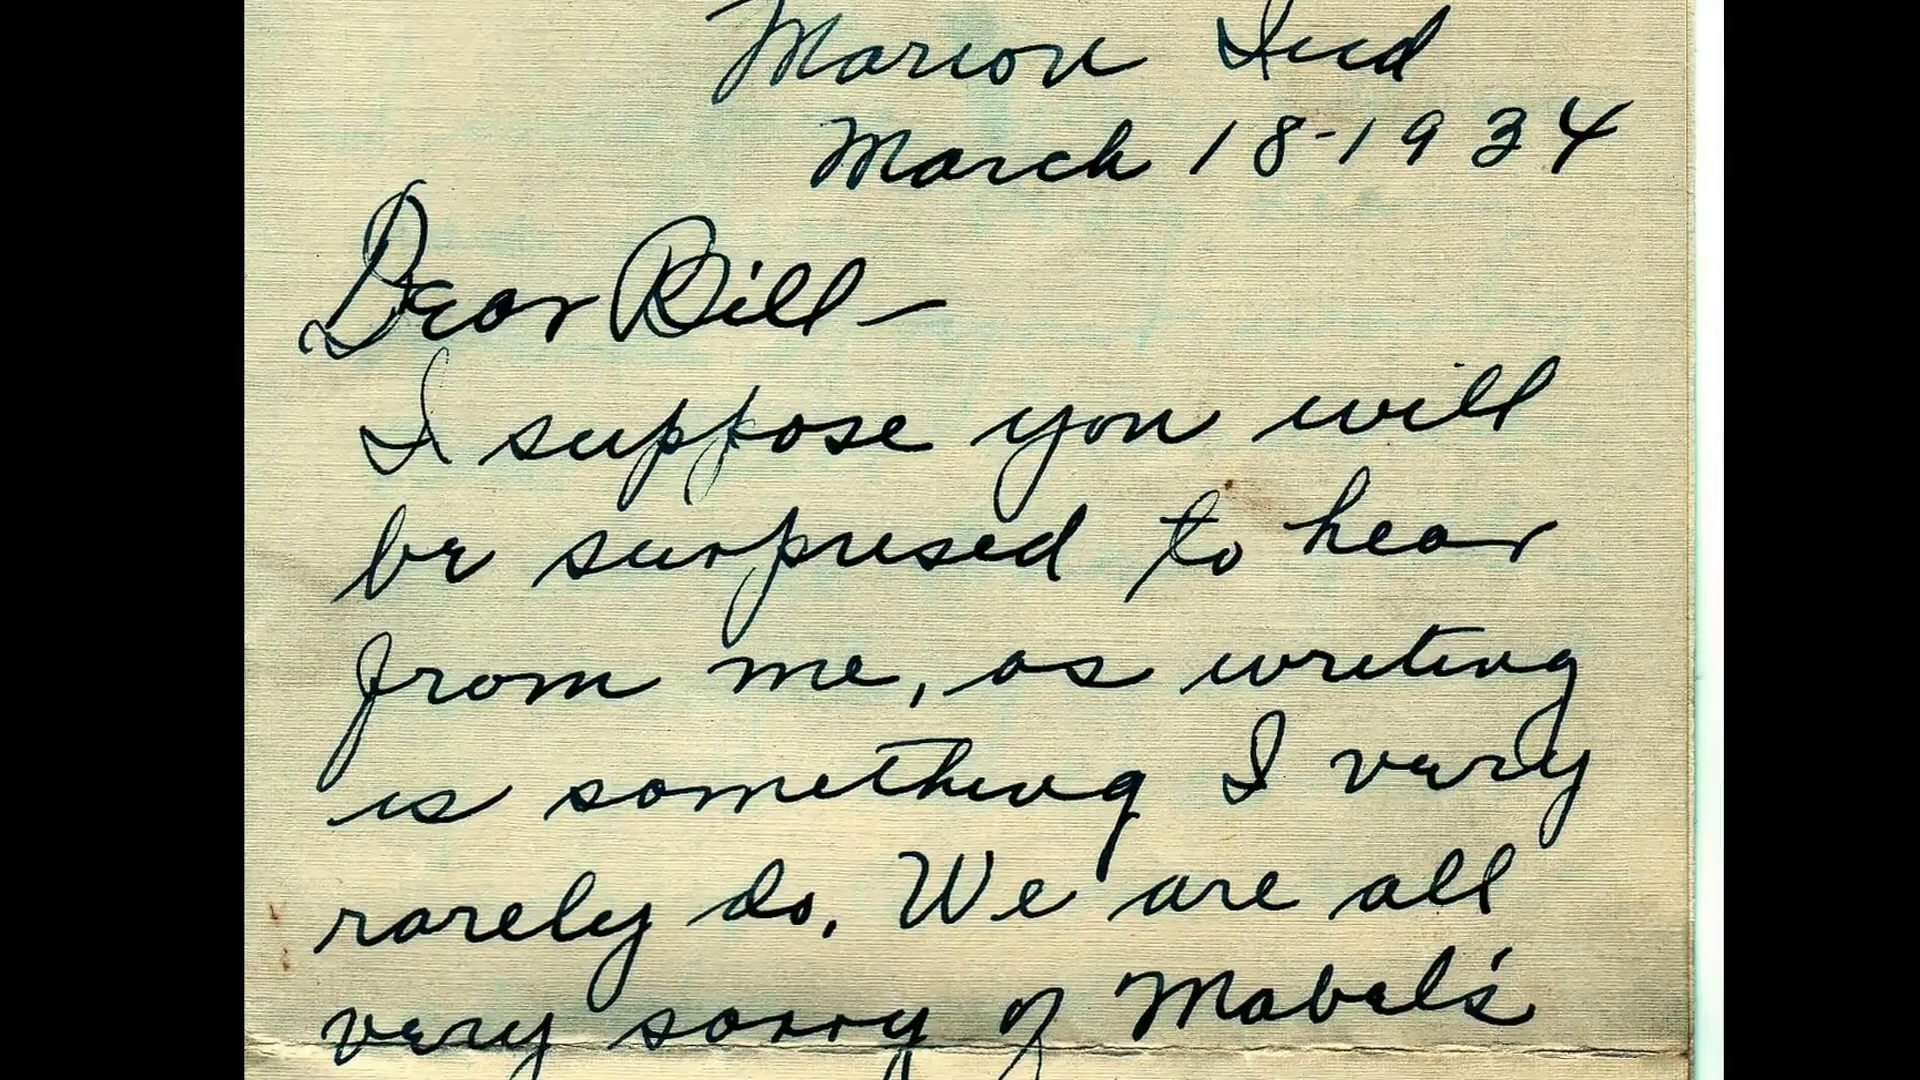 Marion Ind
March 18-1934
Dear Bill—
I suppose you will
be surprised to hear
from me, as writing
is something I very
rarely do. We are all
very sorry of Mabel's